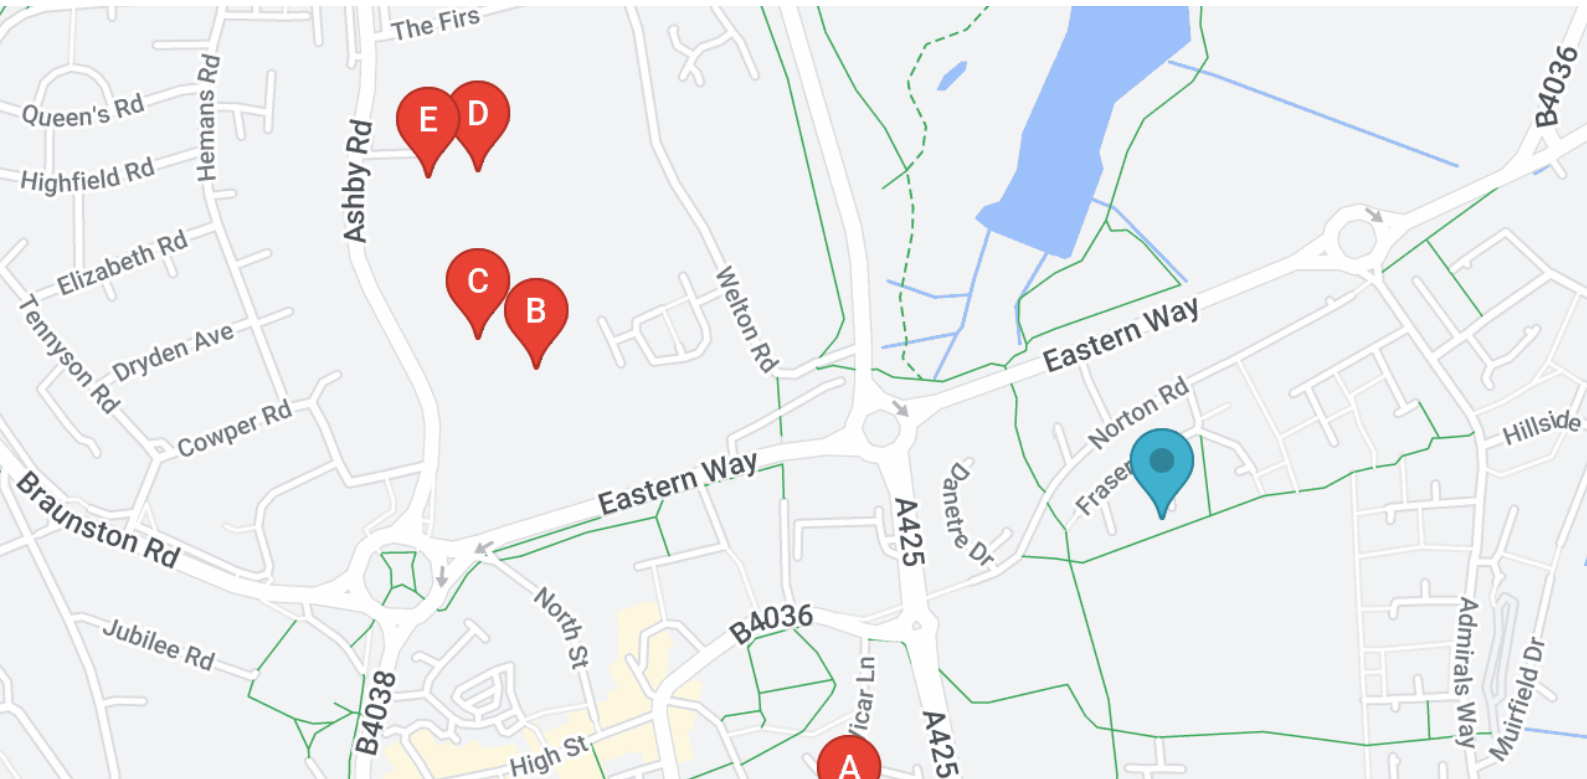 The Firs
B4036
Queen's Rd
Hemans Rd
E
D
Highfield Rd
Ashby Rd
Elizabeth Rd
C
B
Welton Rd
Tennyson Rd
Dryden Ave
Eastern Way
Cowper Rd
Norton Rd
Hillside
Braunston Rd
Eastern Way
Danetre Dr
Fraser
A425
North St
B4036
Jubilee Rd
Admirals Way
Muirfield Dr
B4038
Vicar Ln
High St
A425
A